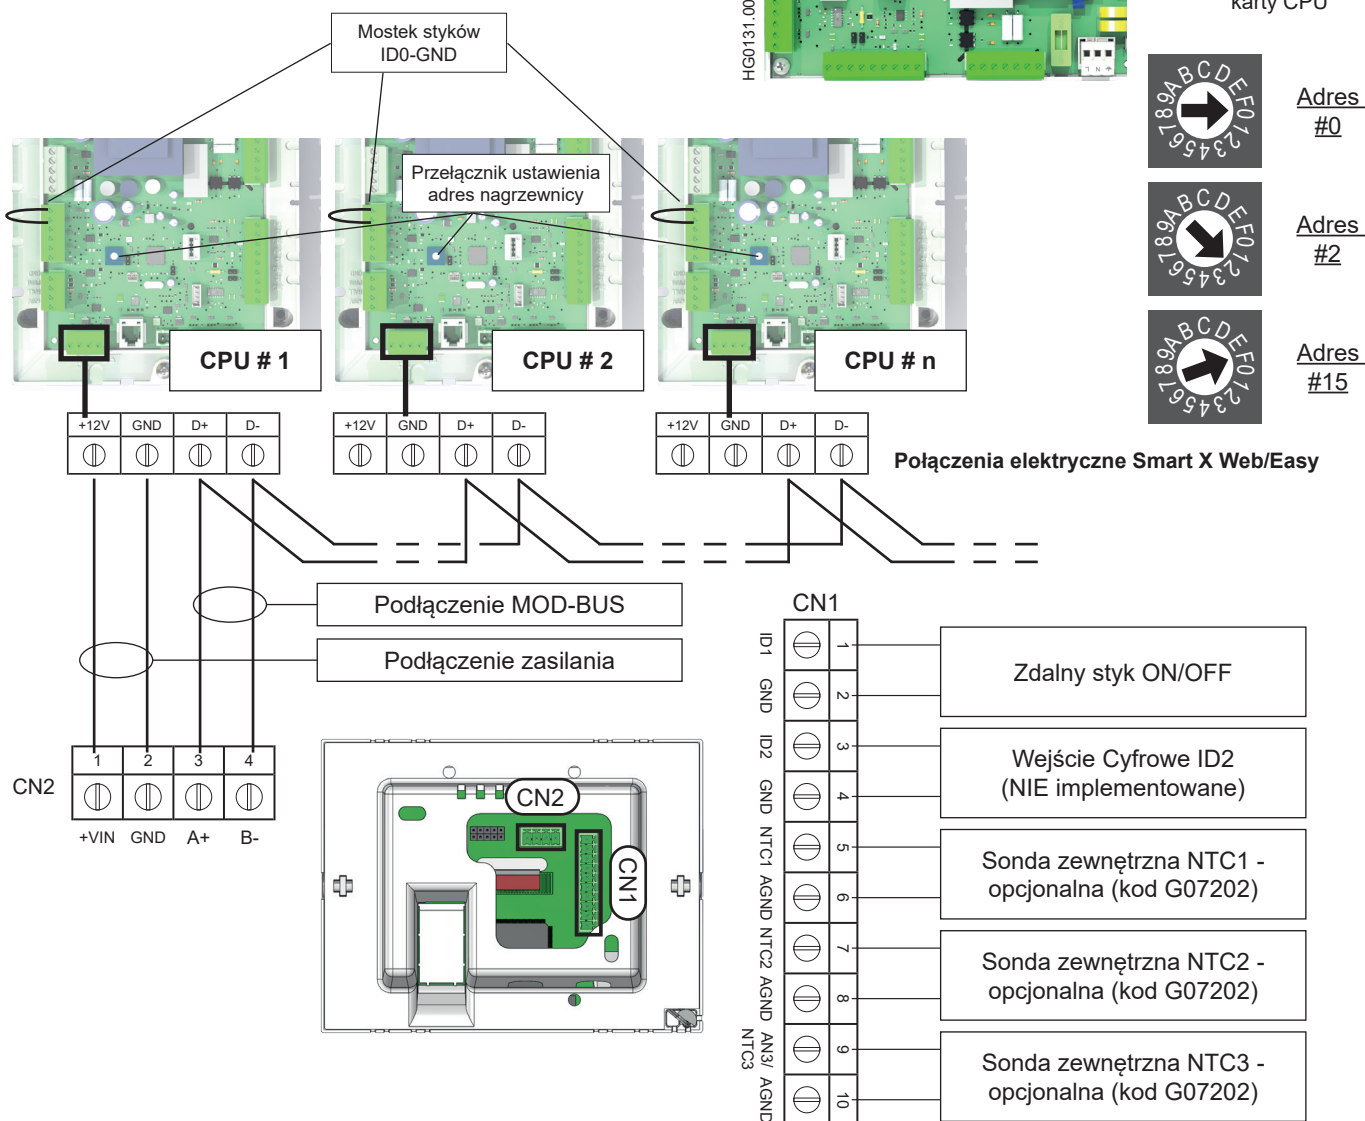 karty CPU
HG0131.00
Mostek styków
ID0-GND
Przełącznik ustawienia
adres nagrzewnicy
CPU # 1
CPU # 2
CPU # n
Adres
#0
Adres
#2
Adres
#15
89ABCDEF01234567
89ABCDEF01234567
89ABCDEF01234567
+12V GND D+ D-
+12V GND D+ D-
+12V GND D+ D-
Połączenia elektryczne Smart X Web/Easy
Podłączenie MOD-BUS
Podłączenie zasilania
CN2
1 2 3 4
+VIN GND A+ B-
CN2
CN1
CN1
ID1 1
GND 2
Zdalny styk ON/OFF
ID2 3
GND 4
Wejście Cyfrowe ID2
(NIE implementowane)
NTC1 5
AGND 6
Sonda zewnętrzna NTC1 -
opcjonalna (kod G07202)
NTC2 7
AGND 8
Sonda zewnętrzna NTC2 -
opcjonalna (kod G07202)
AN3/
NTC3 9
AGND 10
Sonda zewnętrzna NTC3 -
opcjonalna (kod G07202)